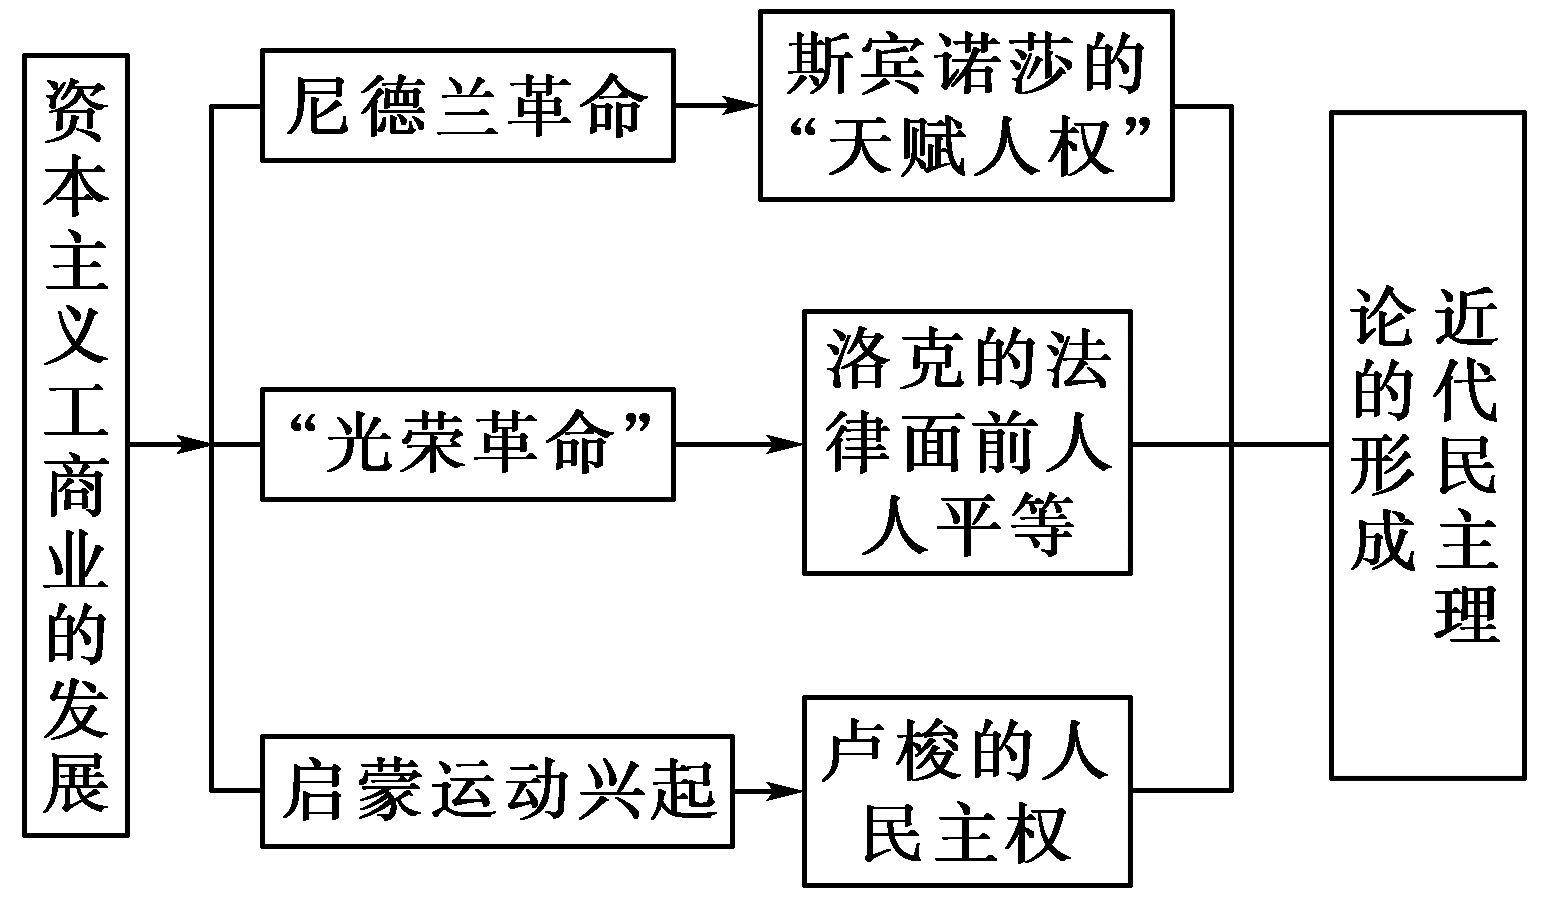 资本主义工商业的发展
尼德兰革命
斯宾诺莎的
“天赋人权”
“光荣革命”
洛克的法
律面前人
人平等
启蒙运动兴起
卢梭的人
民主权
近代民主理
论的形成